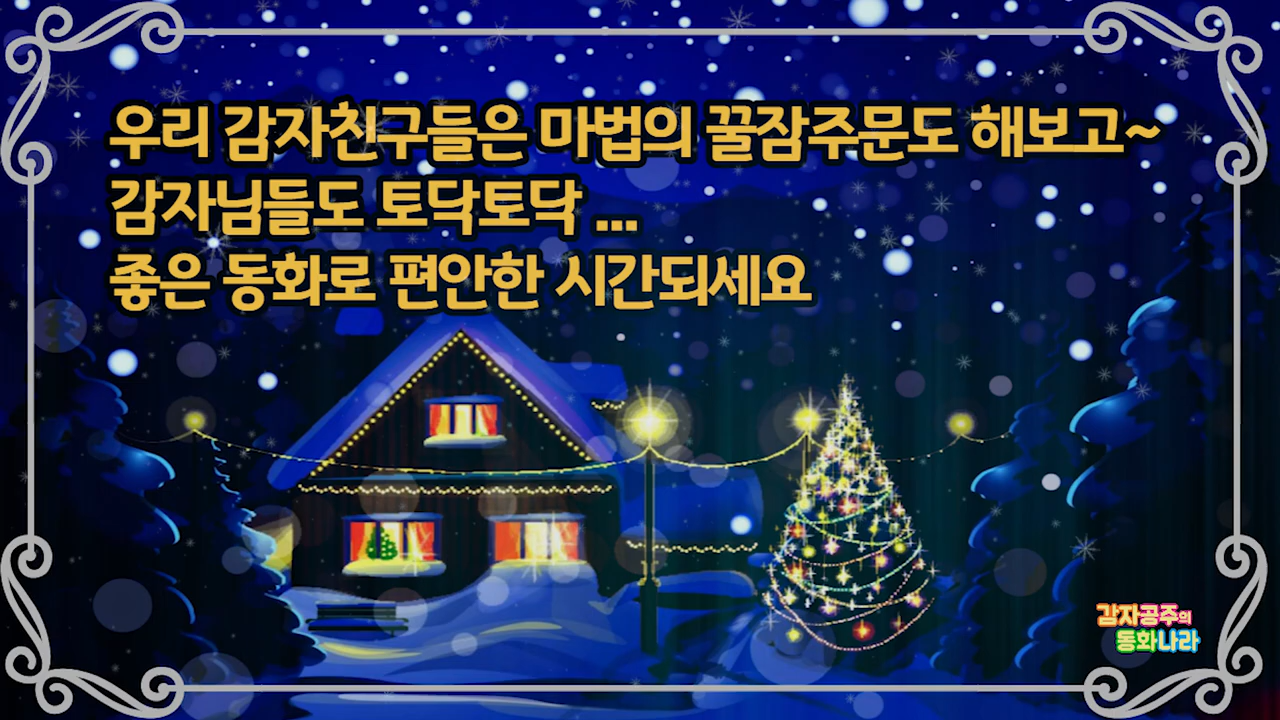 우리 감자친구들은 마법의 꿀잠주문도 해보고~
감자님들도 토닥토닥 ...
좋은 동화로 편안한 시간되세요
감자공주의
동화나라